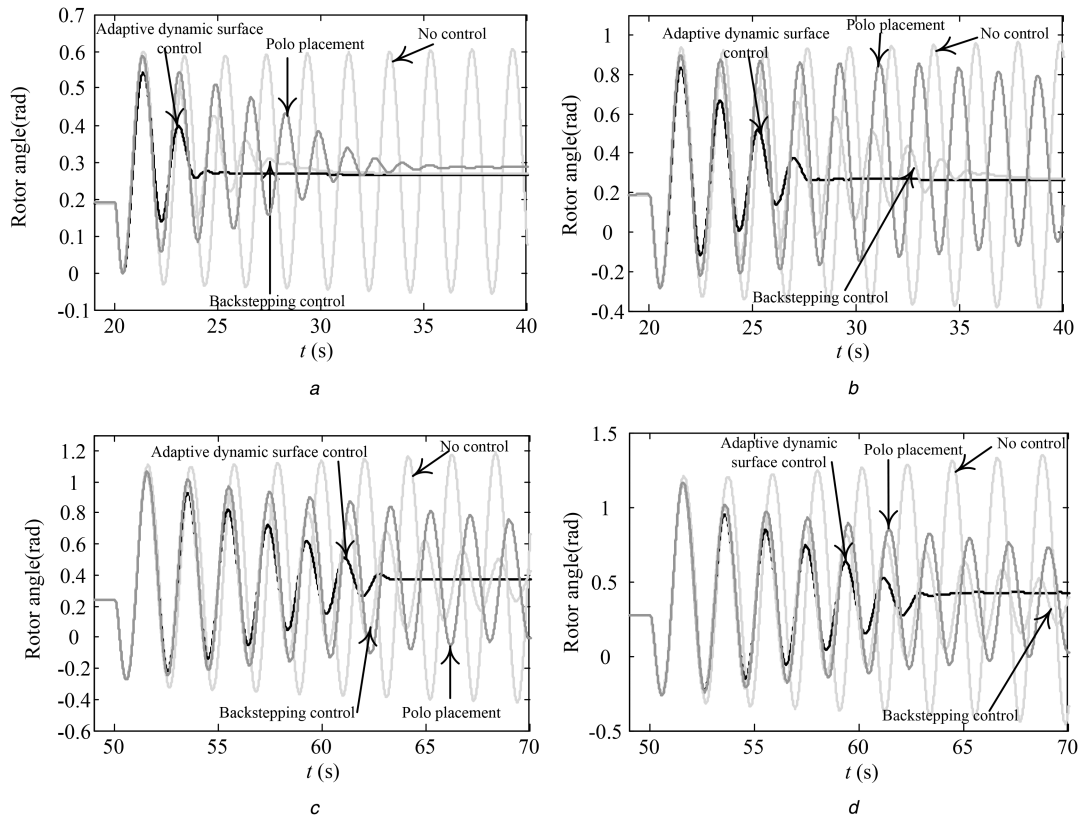 0.7
0.6
0.5
0.4
0.3
0.2
0.1
0
-0.1
Rotor angle(rad)
Adaptive dynamic surface
control
Polo placement
No control
Backstepping control
20 25 30 35 40
t (s)
a
1
0.8
0.6
0.4
0.2
0
-0.2
-0.4
Rotor angle(rad)
Adaptive dynamic surface
control
Polo placement
No control
Backstepping control
20 25 30 35 40
t (s)
b
1.2
1
0.8
0.6
0.4
0.2
0
-0.2
-0.4
-0.6
Rotor angle(rad)
Adaptive dynamic surface control
No control
Backstepping control
Polo placement
50 55 60 65 70
t (s)
c
1.5
1
0.5
0
-0.5
Rotor angle(rad)
Adaptive dynamic
surface control
Polo placement
No control
Backstepping control
50 55 60 65 70
t (s)
d